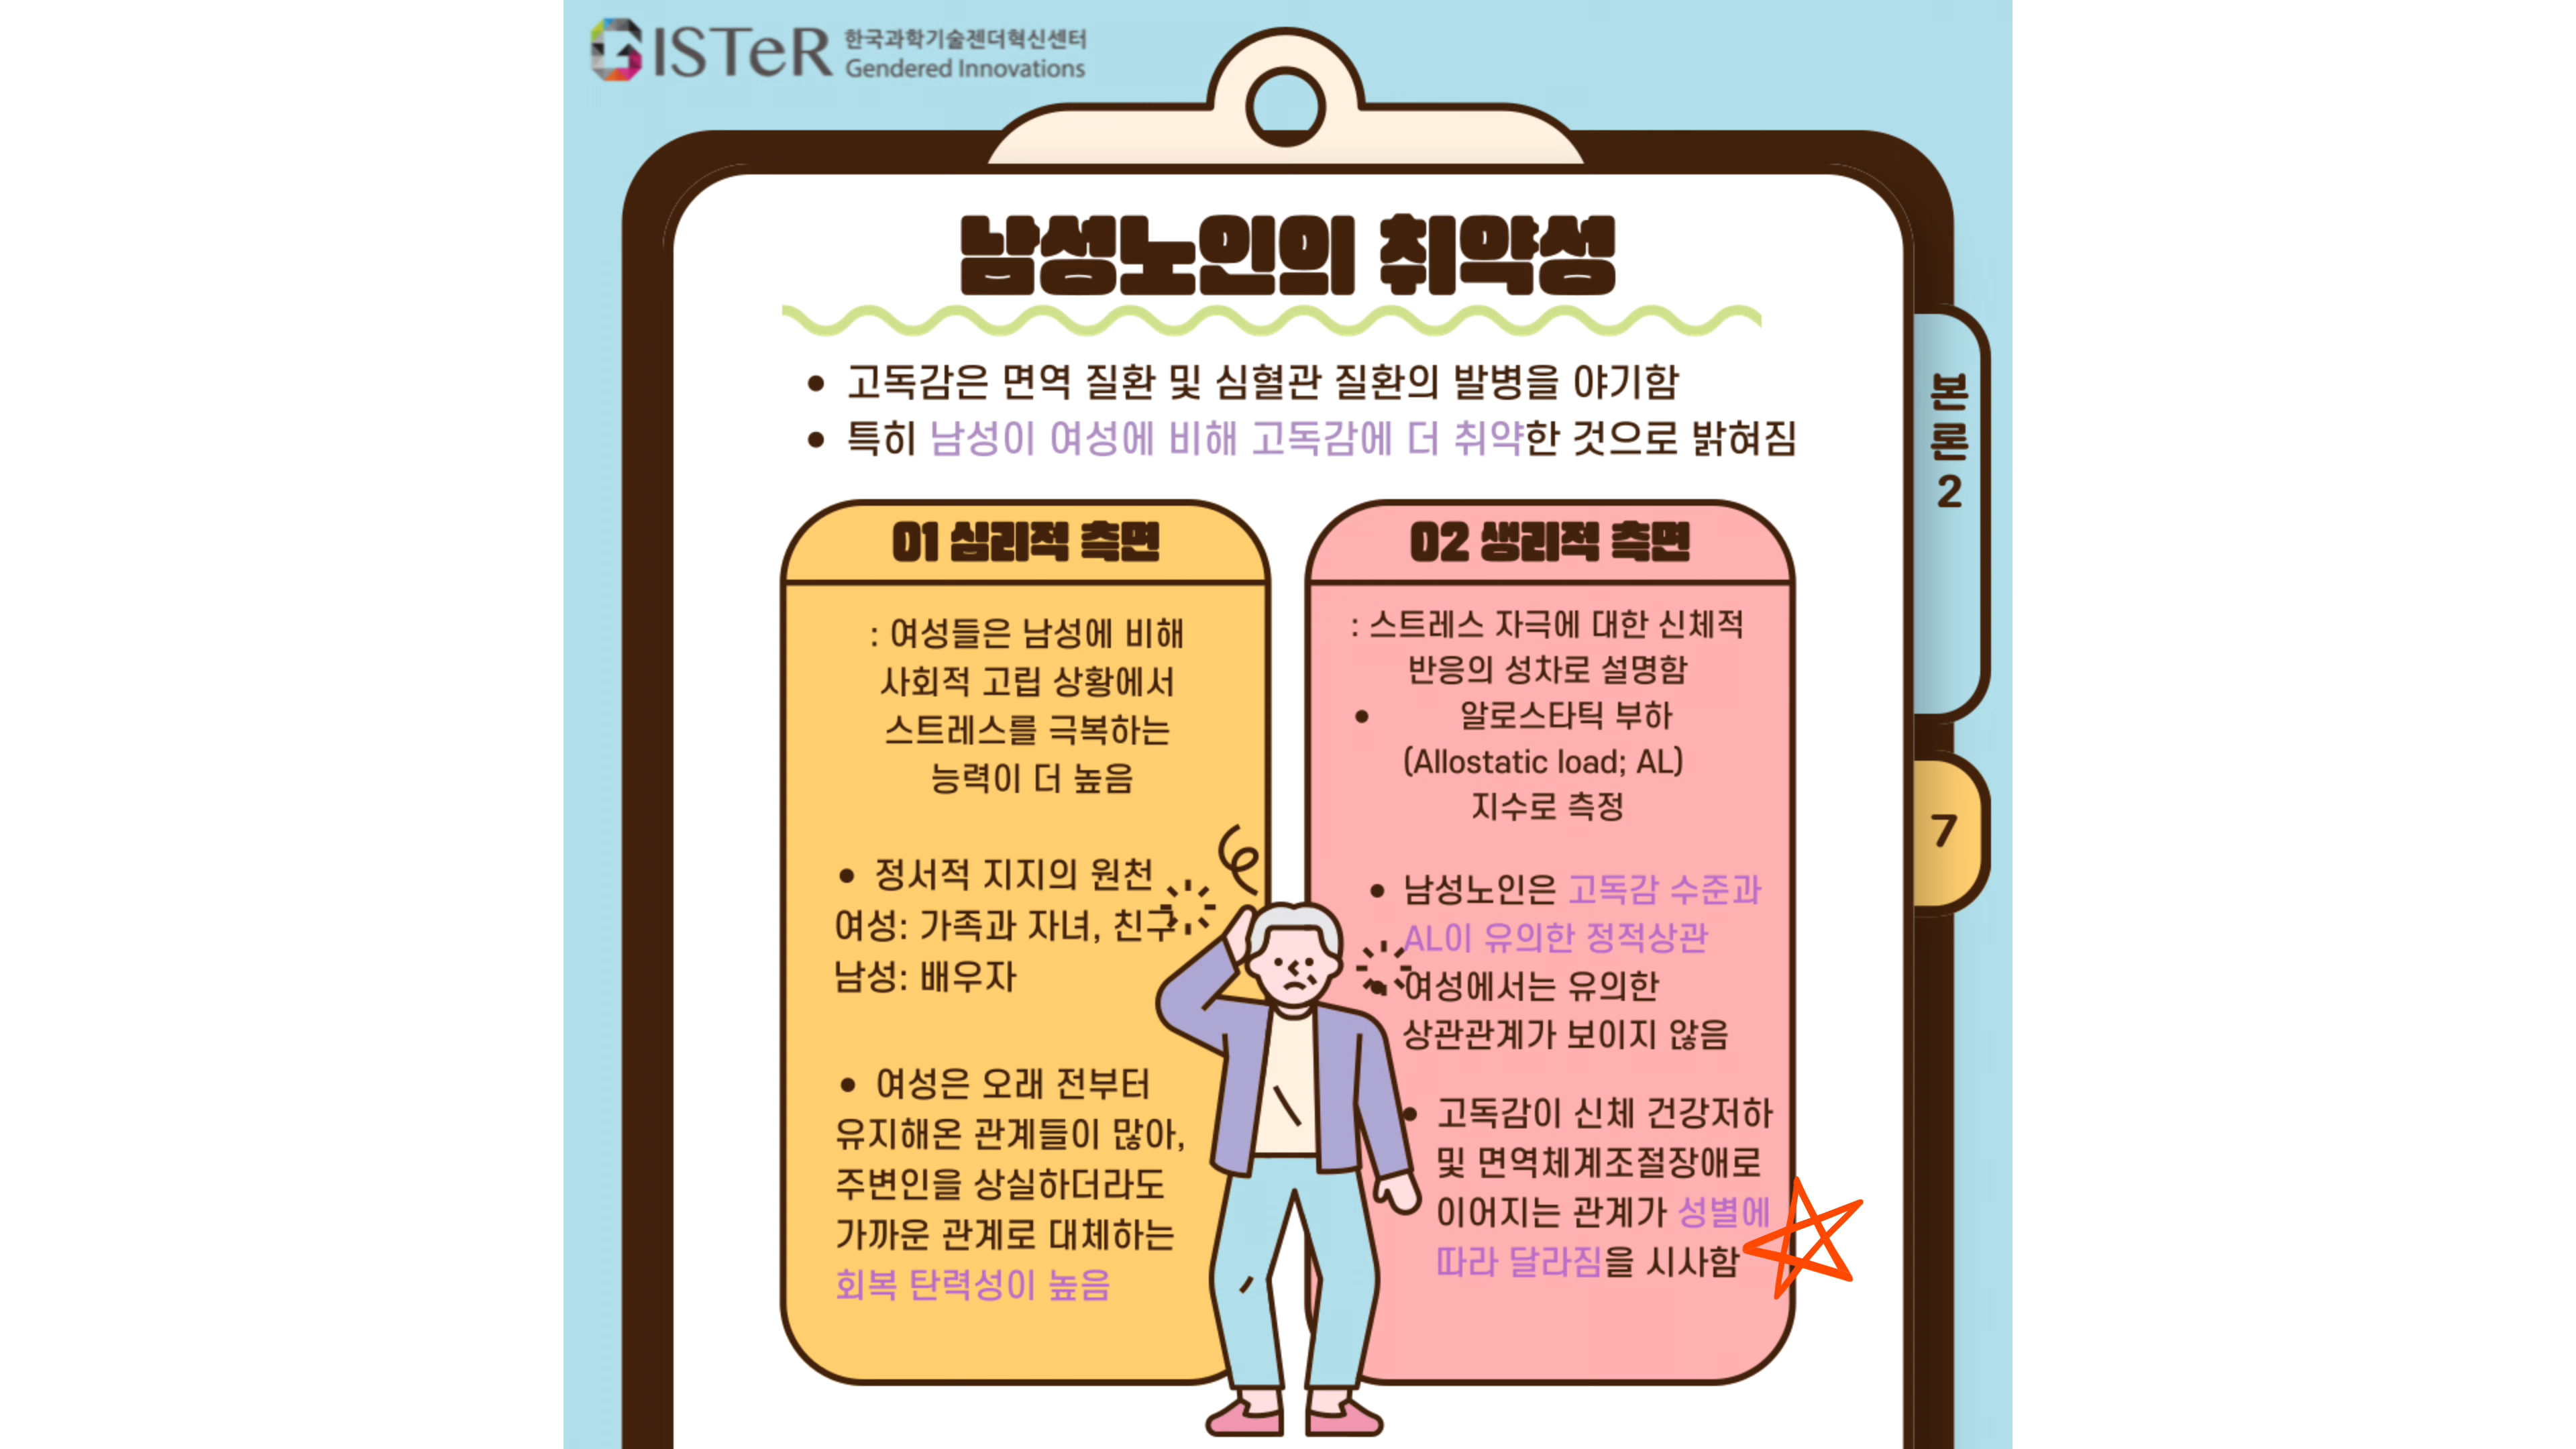 GISTeR 한국과학기술젠더혁신센터
Gendered Innovations
남성노인의 취약성
• 고독감은 면역 질환 및 심혈관 질환의 발병을 야기함
• 특히 남성이 여성에 비해 고독감에 더 취약한 것으로 밝혀짐
01 심리적 측면
: 여성들은 남성에 비해
사회적 고립 상황에서
스트레스를 극복하는
능력이 더 높음
• 정서적 지지의 원천
여성: 가족과 자녀, 친구
남성: 배우자
• 여성은 오래 전부터
유지해온 관계들이 많아,
주변인을 상실하더라도
가까운 관계로 대체하는
회복 탄력성이 높음
02 생리적 측면
: 스트레스 자극에 대한 신체적
반응의 성차로 설명함
• 알로스타틱 부하
(Allostatic load; AL)
지수로 측정
• 남성노인은 고독감 수준과
AL이 유의한 정적상관
• 여성에서는 유의한
상관관계가 보이지 않음
• 고독감이 신체 건강저하
및 면역체계조절장애로
이어지는 관계가 성별에
따라 달라짐을 시사함
본
론
2
7